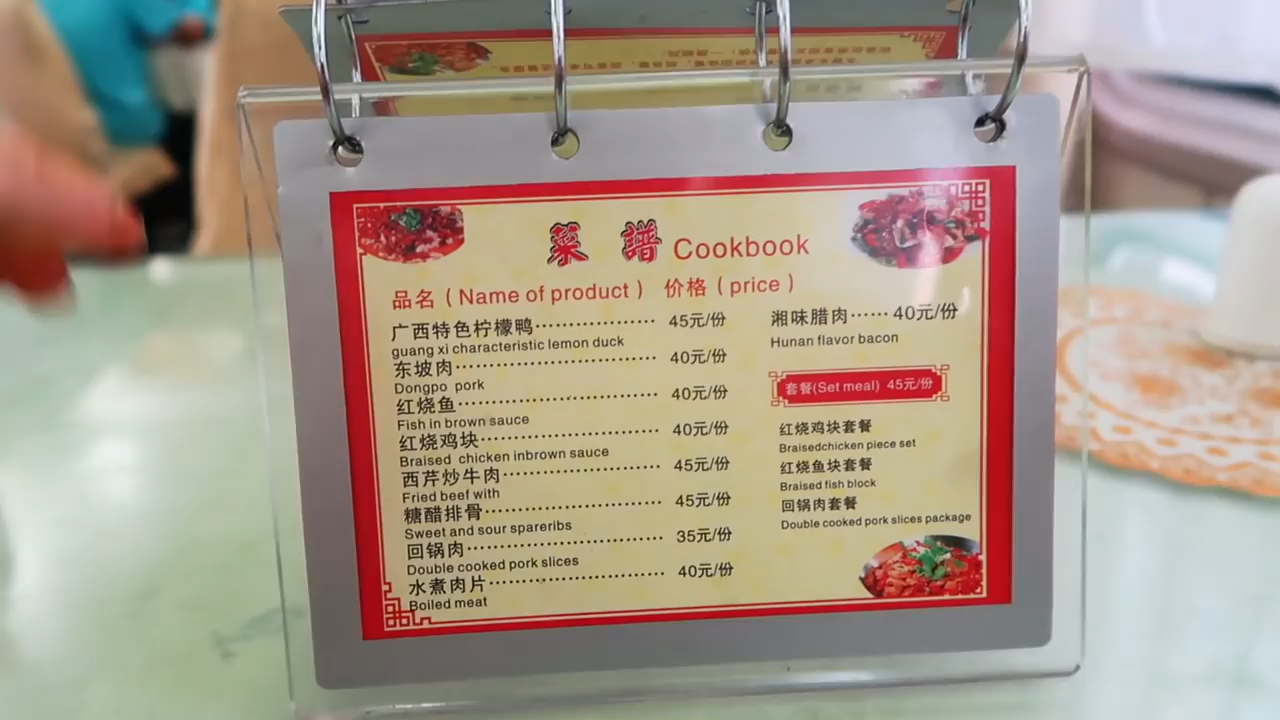 菜 譜 Cookbook
品名（Name of product） 价格（price）
广西特色柠檬鸭 45元/份
guang xi characteristic lemon duck
东坡肉 40元/份
Dongpo pork
红烧鱼 40元/份
Fish in brown sauce
红烧鸡块 40元/份
Braised chicken inbrown sauce
西芹炒牛肉 45元/份
Fried beef with
糖醋排骨 45元/份
Sweet and sour spareribs
回锅肉 35元/份
Double cooked pork slices
水煮肉片 40元/份
Boiled meat
湘味腊肉…… 40元/份
Hunan flavor bacon
套餐(Set meal) 45元/份
红烧鸡块套餐
Braisedchicken piece set
红烧鱼块套餐
Braised fish block
回锅肉套餐
Double cooked pork slices package